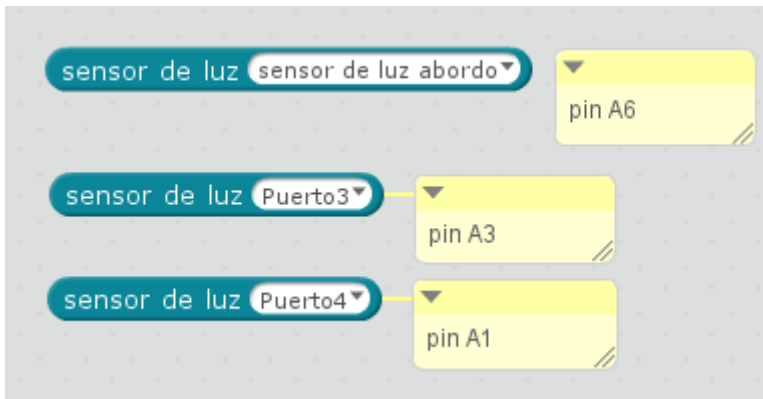 sensor de luz sensor de luz abordo
pin A6
sensor de luz Puerto3
pin A3
sensor de luz Puerto4
pin A1